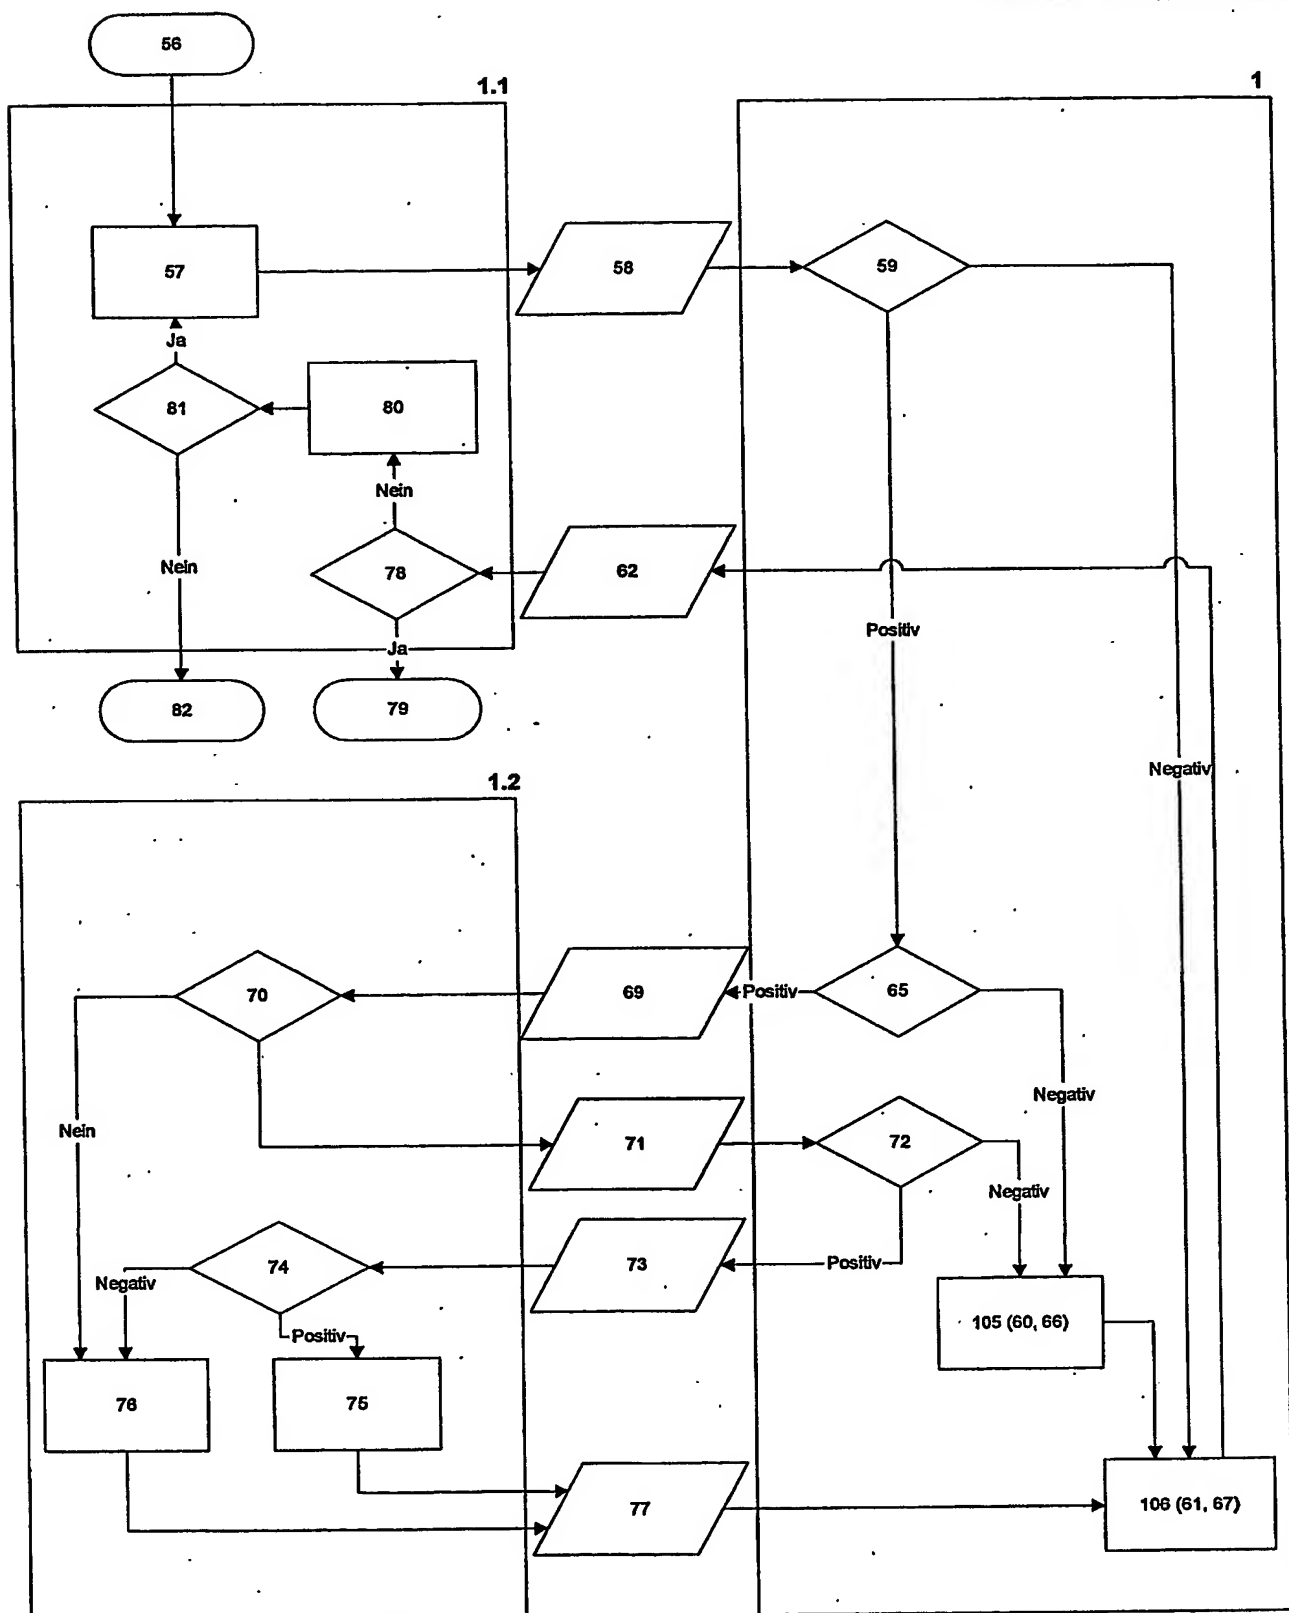 56
1.1
1
57
58
59
Ja
81
80
Nein
Nein
78
62
Positiv
Ja
82
79
Negativ
1.2
70
69
Positiv
65
Nein
Negativ
71
72
Negativ
74
73
Positiv
Negativ
Positiv
105 (60, 66)
76
75
77
106 (61, 67)